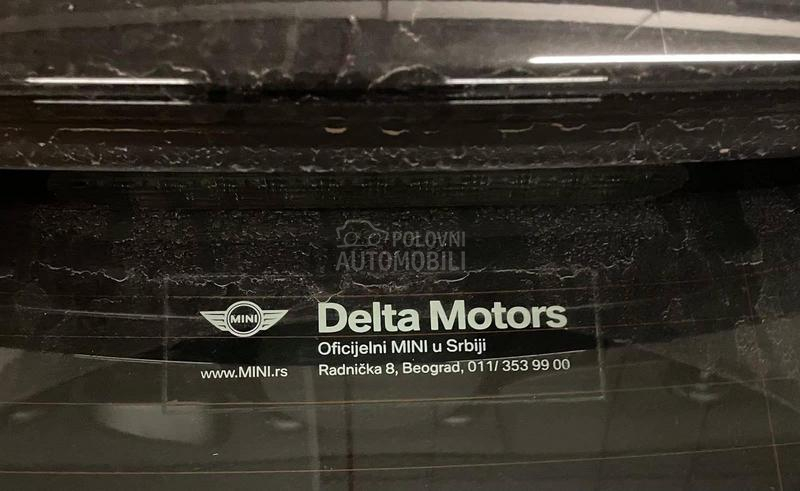 POLOVNI
AUTOMOBILI
MINI
Delta Motors
Oficijelni MINI u Srbiji
www.MINI.rs
Radnička 8, Beograd, 011/ 353 99 00